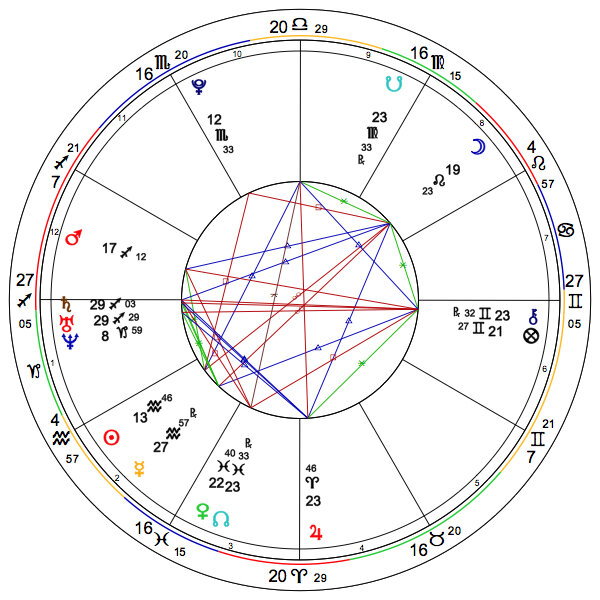 20 ♎ 29
10
9
16 ♏ 20
16 ♍ 15
11
8
♇
☋
12 ♏ 33
23 ♍ 33 ℞
☽
19 ♌ 23
21 ♐ 7
4 ♌ 57
12
7
♂
17 ♐ 12
♋
27 ♐ 05
27 ♊ 05
♄ 29 ♐ 03
♅ 29 ♐ 29
♆ 8 ♑ 59
℞ 32 ♊ 23 ⚷
27 ♊ 21 ⊗
1
6
♑
4 ♒ 57
☉ 13 ♒ 46
☿ 27 ♒ 57 ℞
♀ 22 ♓ 40
☊ 23 ♓ 33 ℞
46 ♈ 23
♃
21 ♊ 7
2
5
16 ♓ 15
16 ♉ 20
3
4
20 ♈ 29